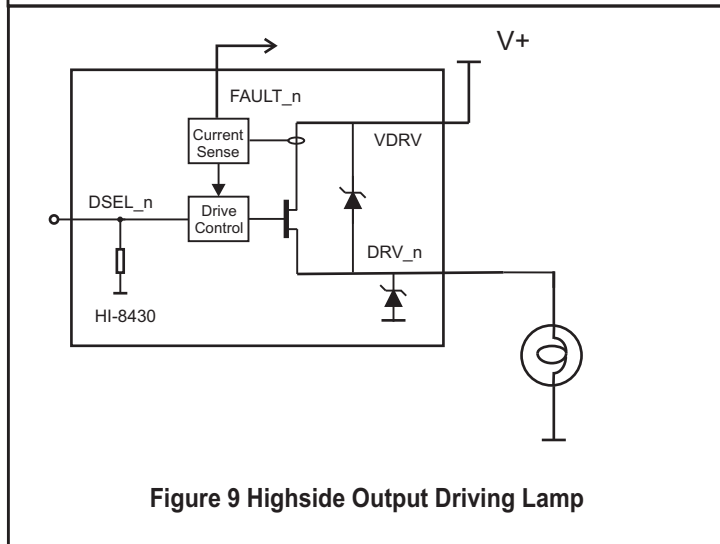 V+
FAULT_n
Current
Sense
VDRV
DSEL_n
Drive
Control
DRV_n
HI-8430
Figure 9 Highside Output Driving Lamp